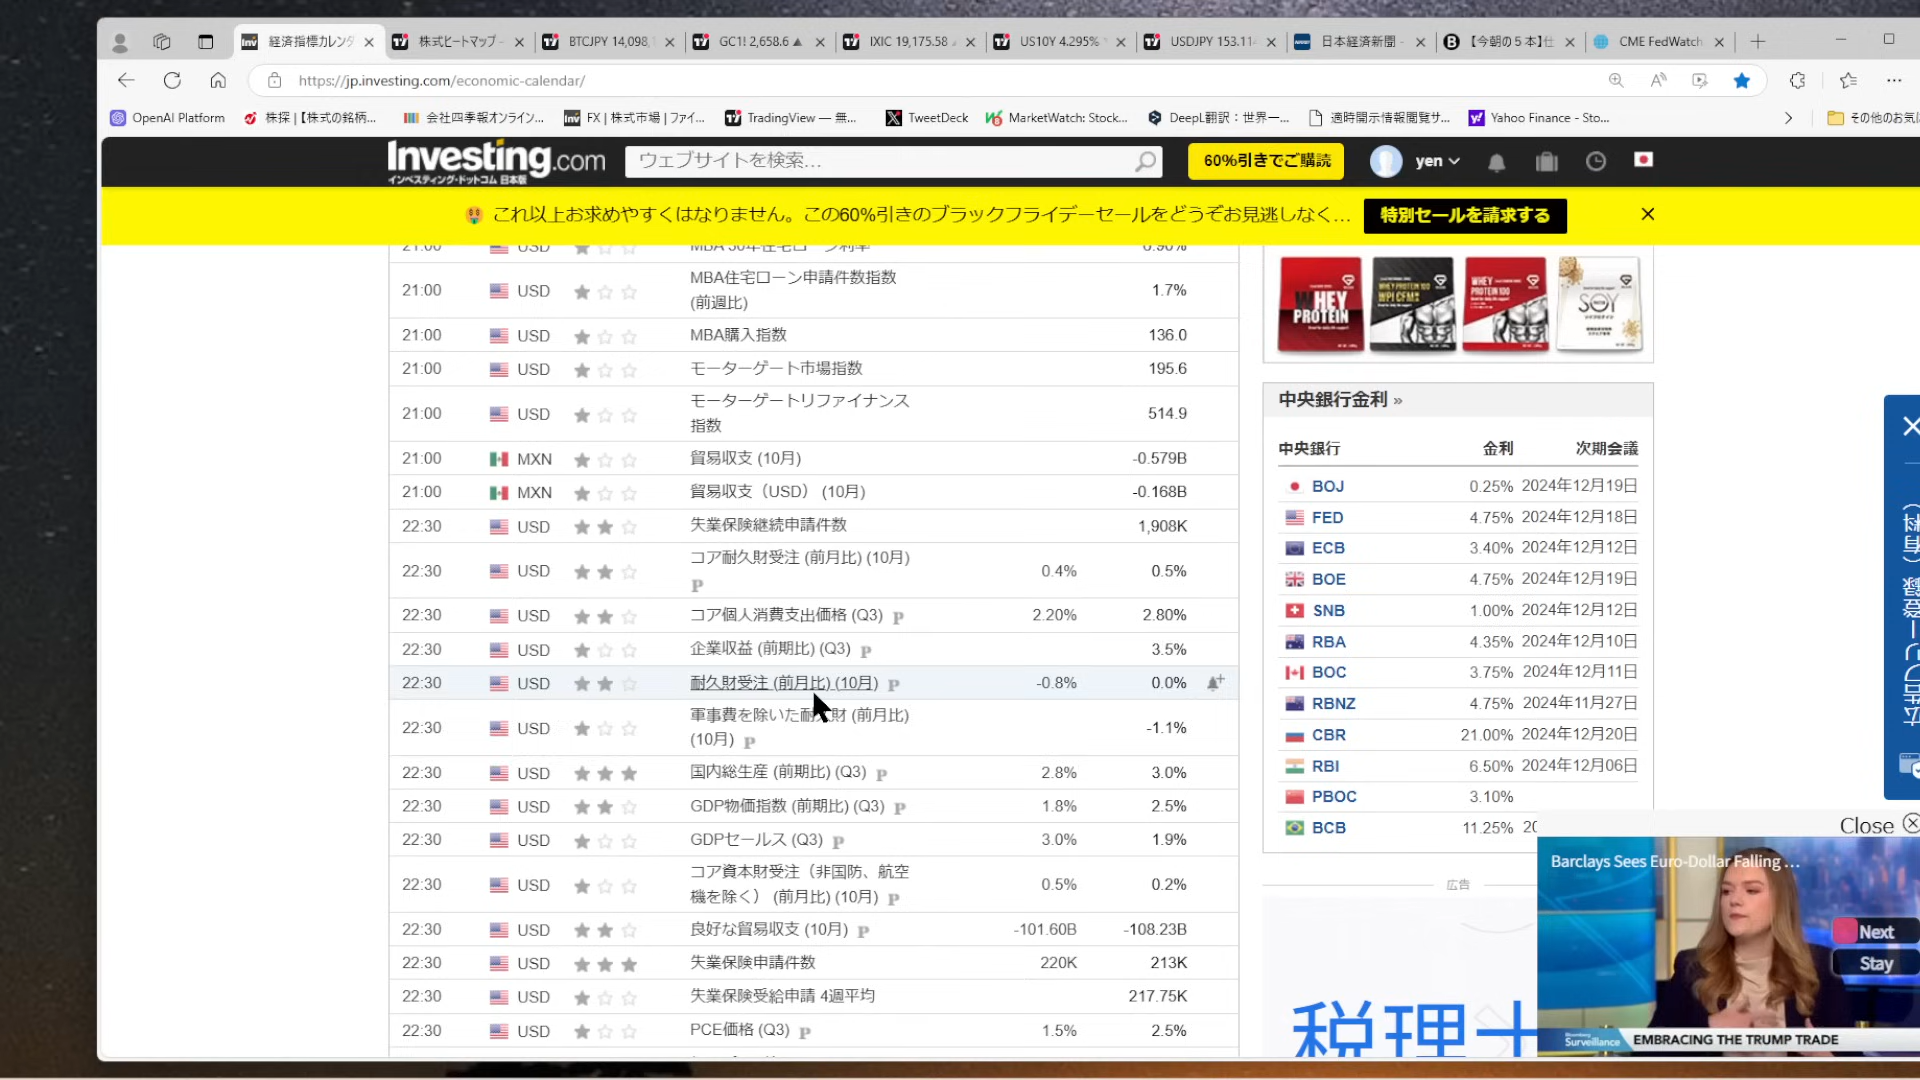 経済指標カレンダ
株式ヒートマップ -
BTCJPY 14,098,
GC1! 2,658.6 ▲
IXIC 19,175.58
US10Y 4.295%
USDJPY 153.11
日本経済新聞 -
【今朝の5本】仕
CME FedWatch
https://jp.investing.com/economic-calendar/
OpenAI Platform
株探 | 【株式の銘柄...
会社四季報オンライン...
FX | 株式市場 | ファイ...
TradingView — 無...
TweetDeck
MarketWatch: Stock...
DeepL翻訳：世界一...
適時開示情報閲覧サ...
Yahoo Finance - Sto...
その他のお気に
Investing.com
インベスティング・ドットコム 日本版
ウェブサイトを検索...
60%引きでご購読
yen
これ以上お求めやすくはなりません。この60%引きのブラックフライデーセールをどうぞお見逃しなく...
特別セールを請求する
21:00 USD MBA 30年住宅ローン利率 6.90%
21:00 USD MBA住宅ローン申請件数指数 1.7%
(前週比)
21:00 USD MBA購入指数 136.0
21:00 USD モーターゲート市場指数 195.6
21:00 USD モーターゲートリファイナンス 514.9
指数
21:00 MXN 貿易収支 (10月) -0.579B
21:00 MXN 貿易収支（USD） (10月) -0.168B
22:30 USD 失業保険継続申請件数 1,908K
22:30 USD コア耐久財受注 (前月比) (10月) 0.4% 0.5%
P
22:30 USD コア個人消費支出価格 (Q3) P 2.20% 2.80%
22:30 USD 企業収益 (前期比) (Q3) P 3.5%
22:30 USD 耐久財受注 (前月比) (10月) P -0.8% 0.0%
22:30 USD 軍事費を除いた耐久財 (前月比) -1.1%
(10月) P
22:30 USD 国内総生産 (前期比) (Q3) P 2.8% 3.0%
22:30 USD GDP物価指数 (前期比) (Q3) P 1.8% 2.5%
22:30 USD GDPセールス (Q3) P 3.0% 1.9%
22:30 USD コア資本財受注（非国防、航空 0.5% 0.2%
機を除く） (前月比) (10月) P
22:30 USD 良好な貿易収支 (10月) P -101.60B -108.23B
22:30 USD 失業保険申請件数 220K 213K
22:30 USD 失業保険受給申請 4週平均 217.75K
22:30 USD PCE価格 (Q3) P 1.5% 2.5%
WHEY PROTEIN
WHEY PROTEIN 100 WPI CFM
WHEY PROTEIN 100
SOY
中央銀行金利 »
中央銀行 金利 次期会議
BOJ 0.25% 2024年12月19日
FED 4.75% 2024年12月18日
ECB 3.40% 2024年12月12日
BOE 4.75% 2024年12月19日
SNB 1.00% 2024年12月12日
RBA 4.35% 2024年12月10日
BOC 3.75% 2024年12月11日
RBNZ 4.75% 2024年11月27日
CBR 21.00% 2024年12月20日
RBI 6.50% 2024年12月06日
PBOC 3.10%
BCB 11.25% 20
広告
税理士
Close
Barclays Sees Euro-Dollar Falling ...
Next
Stay
Bloomberg Surveillance
EMBRACING THE TRUMP TRADE